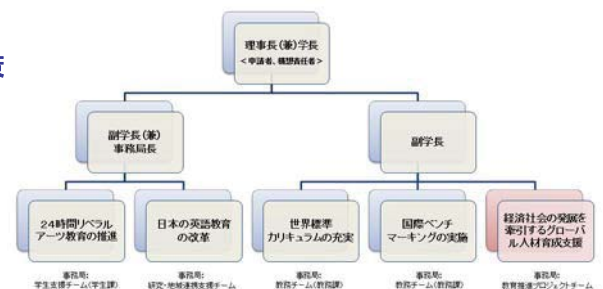 策
理事長(兼)学長
<申請者、構想責任者>
副学長(兼)
事務局長
副学長
24時間リベラル
アーツ教育の推進
日本の英語教育
の改革
世界標準
カリキュラムの充実
国際ベンチ
マーキングの実施
経済社会の発展を
牽引するグローバ
ル人材育成支援
事務局:
学生支援チーム(学生課)
事務局:
研究・地域連携支援チーム
事務局:
教務チーム(教務課)
事務局:
教務チーム(教務課)
事務局:
教育推進プロジェクトチーム